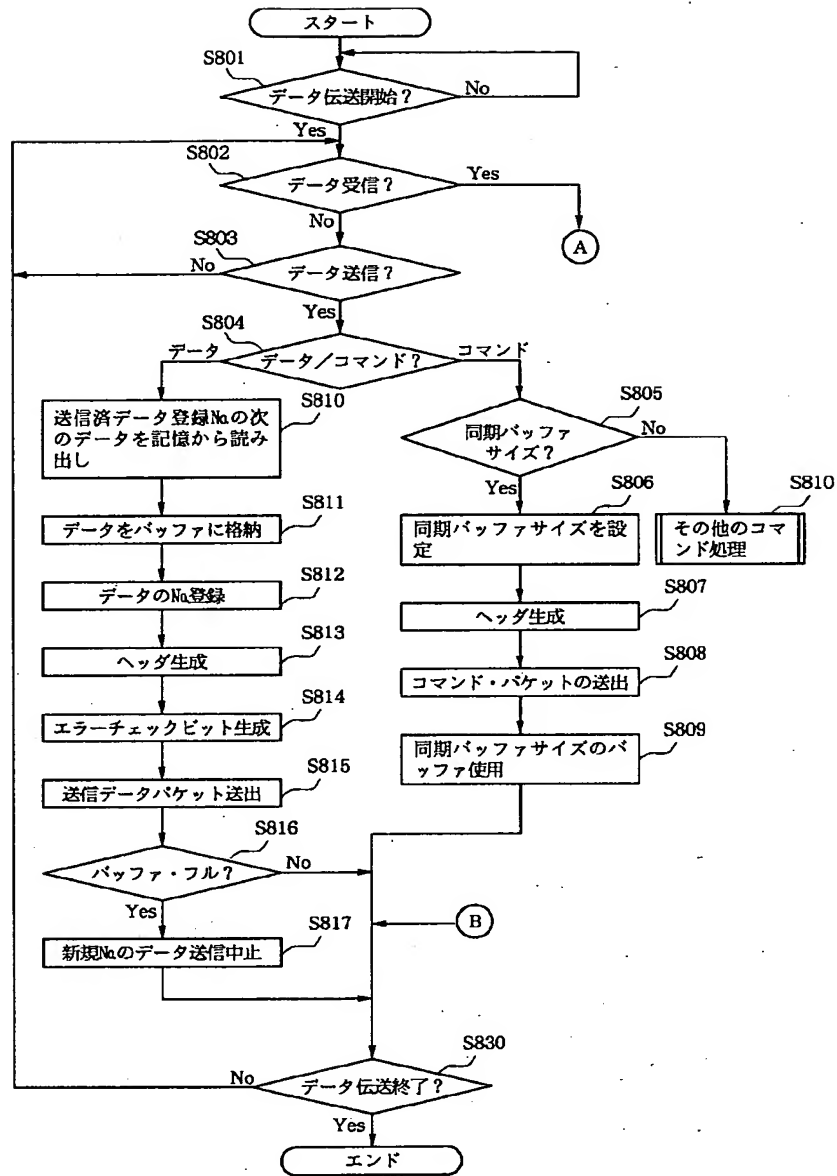 スタート
S801
データ伝送開始？
No
Yes
S802
データ受信？
Yes
No
A
S803
データ送信？
No
Yes
S804
データ／コマンド？
データ
コマンド
S810
送信済データ登録No.の次
のデータを記憶から読み
出し
S805
同期バッファ
サイズ？
No
Yes
S811
データをバッファに格納
S806
同期バッファサイズを設
定
S810
その他のコマ
ンド処理
S812
データのNo.登録
S807
ヘッダ生成
S813
ヘッダ生成
S808
コマンド・パケットの送出
S814
エラーチェックビット生成
S809
同期バッファサイズのバ
ッファ使用
S815
送信データパケット送出
S816
バッファ・フル？
No
Yes
B
S817
新規No.のデータ送信中止
S830
データ伝送終了？
No
Yes
エンド